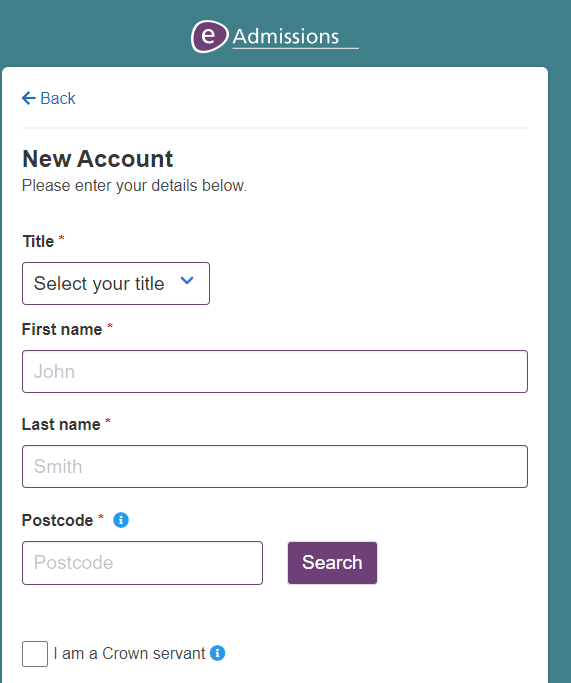 e Admissions
Back
New Account
Please enter your details below.
Title *
Select your title
First name *
John
Last name *
Smith
Postcode *
Postcode
Search
I am a Crown servant